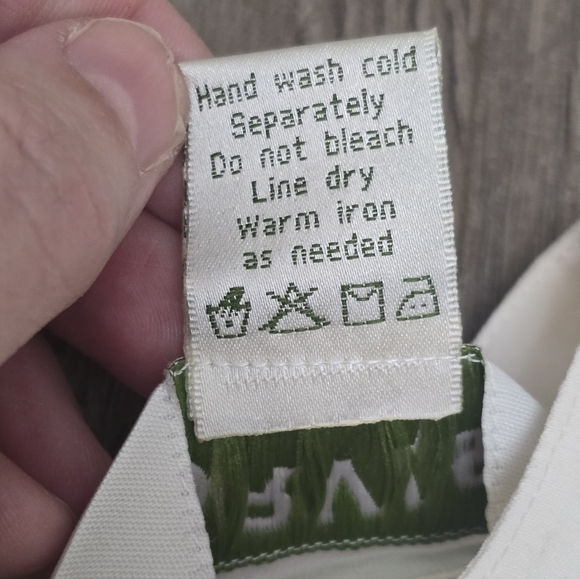 Hand wash cold
Separately
Do not bleach
Line dry
Warm iron
as needed